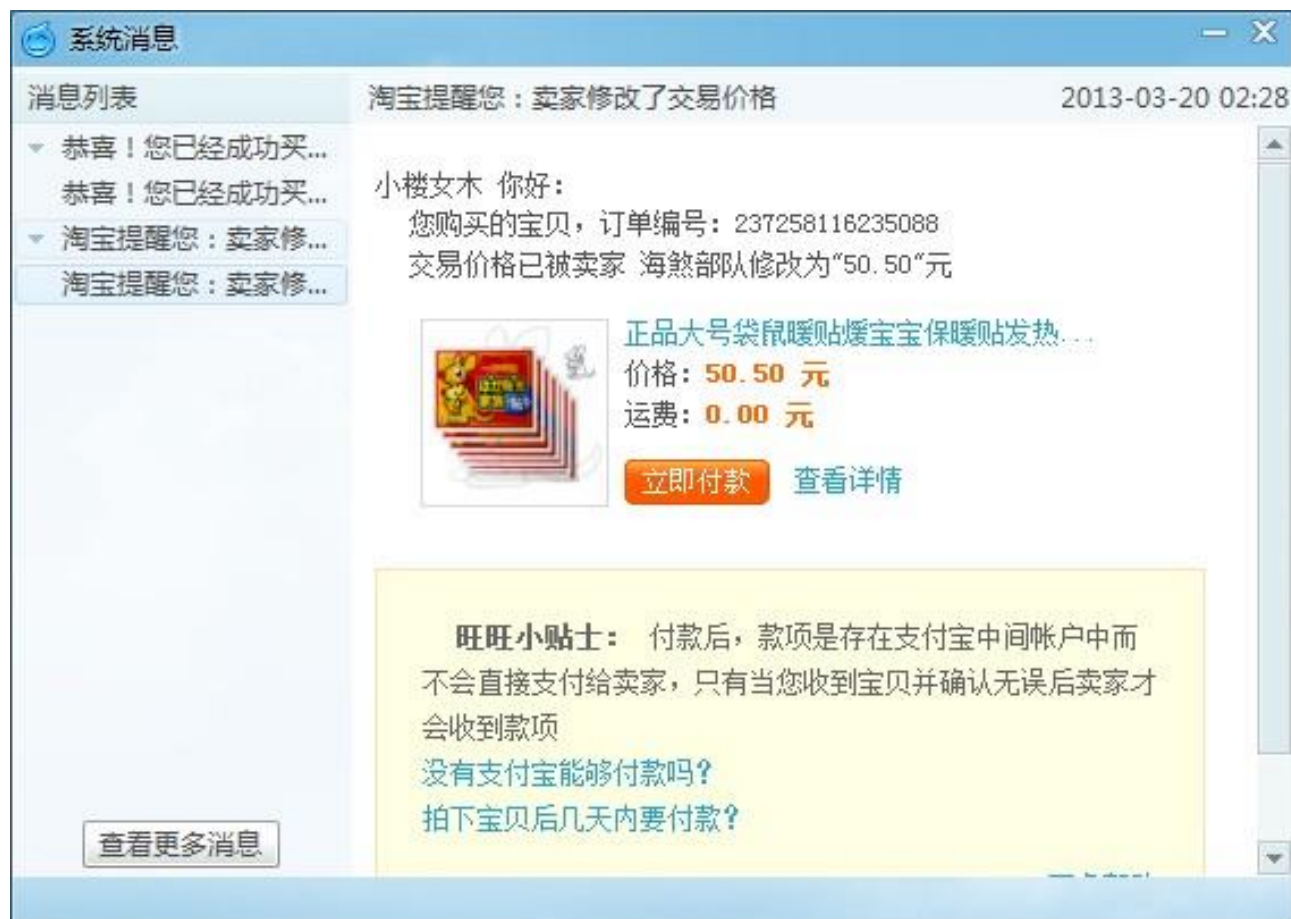 系统消息
消息列表
淘宝提醒您：卖家修改了交易价格
2013-03-20 02:28
恭喜！您已经成功买...
恭喜！您已经成功买...
淘宝提醒您：卖家修...
淘宝提醒您：卖家修...
小楼女木 你好：
您购买的宝贝，订单编号：237258116235088
交易价格已被卖家 海煞部队修改为"50.50"元
正品大号袋鼠暖贴煖宝宝保暖贴发热...
价格：50.50 元
运费：0.00 元
立即付款 查看详情
旺旺小贴士： 付款后，款项是存在支付宝中间帐户中而
不会直接支付给卖家，只有当您收到宝贝并确认无误后卖家才
会收到款项
没有支付宝能够付款吗？
拍下宝贝后几天内要付款？
查看更多消息